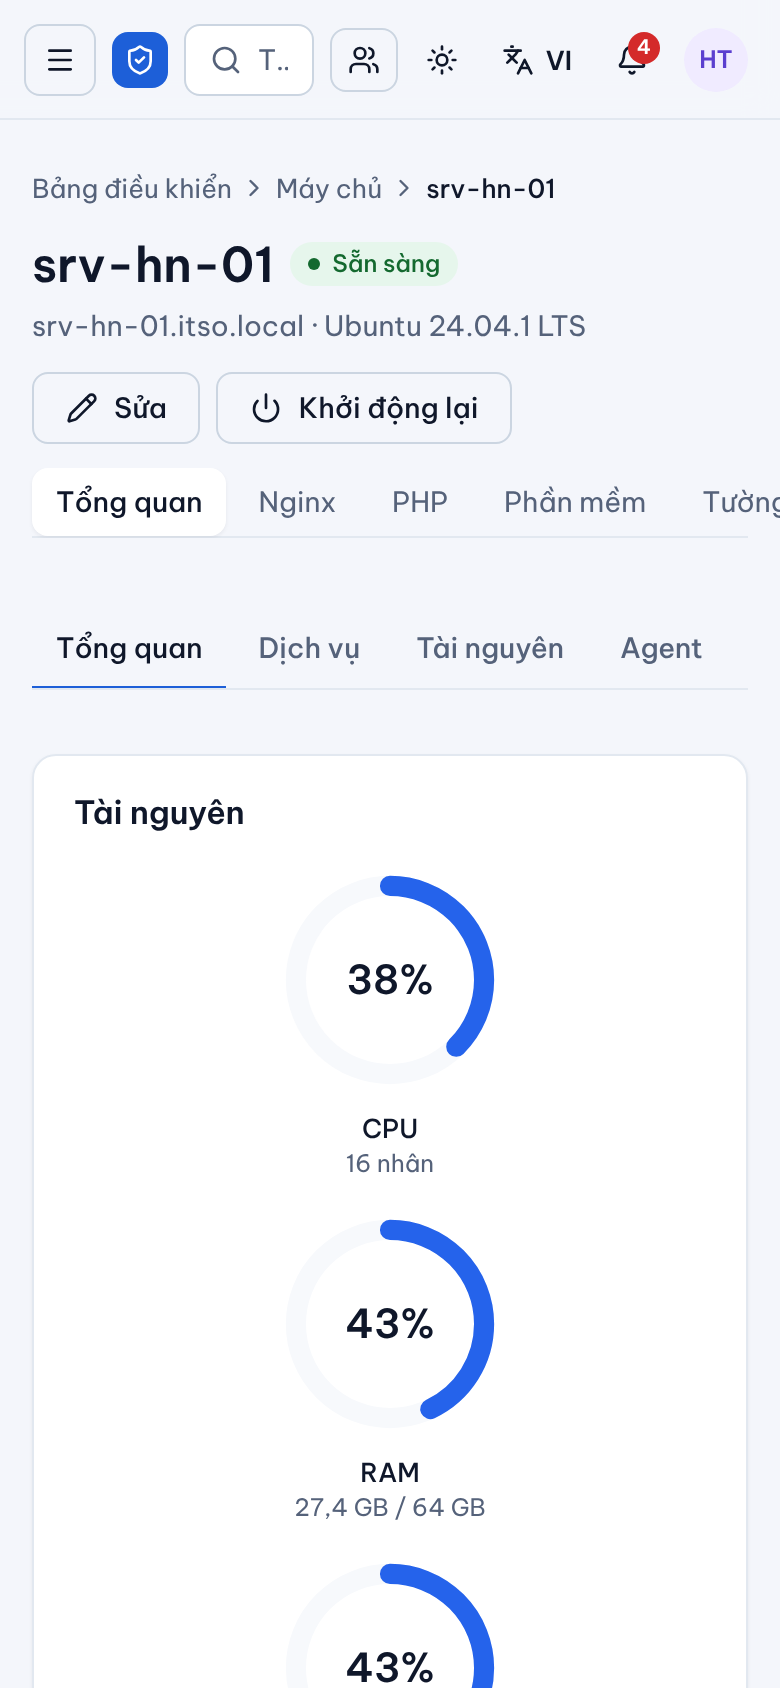 T..
VI
4
HT
Bảng điều khiển > Máy chủ > srv-hn-01
srv-hn-01
Sẵn sàng
srv-hn-01.itso.local · Ubuntu 24.04.1 LTS
Sửa
Khởi động lại
Tổng quan Nginx PHP Phần mềm Tường
Tổng quan Dịch vụ Tài nguyên Agent
Tài nguyên
38%
CPU
16 nhân
43%
RAM
27,4 GB / 64 GB
43%